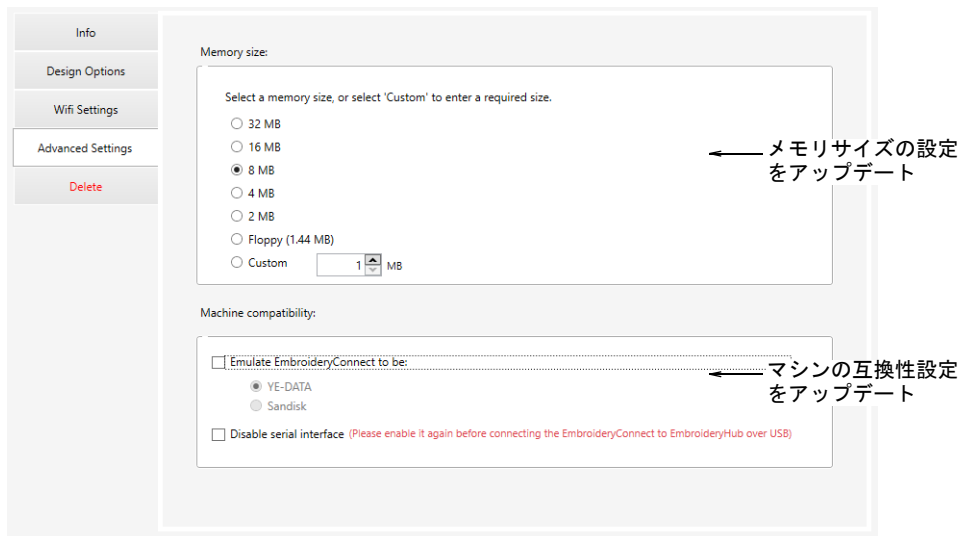 Info
Design Options
Wifi Settings
Advanced Settings
Delete
Memory size:
Select a memory size, or select 'Custom' to enter a required size.
32 MB
16 MB
8 MB
4 MB
2 MB
Floppy (1.44 MB)
Custom 1 MB
メモリサイズの設定
をアップデート
Machine compatibility:
Emulate EmbroideryConnect to be:
YE-DATA
Sandisk
Disable serial interface (Please enable it again before connecting the EmbroideryConnect to EmbroideryHub over USB)
マシンの互換性設定
をアップデート